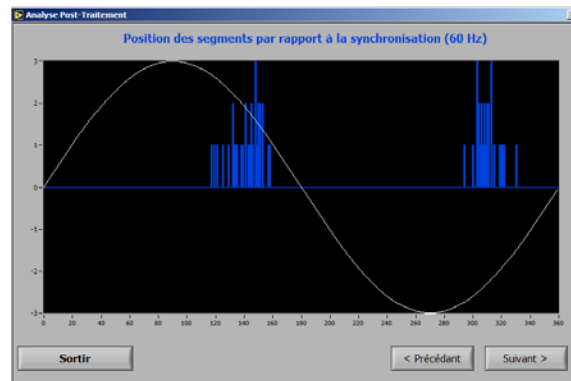 Analyse Post-Traitement
Position des segments par rapport à la synchronisation (60 Hz)
3
2
1
0
-1
-2
-3
0 20 40 60 80 100 120 140 160 180 200 220 240 260 280 300 320 340 360
Sortir
< Précédant
Suivant >